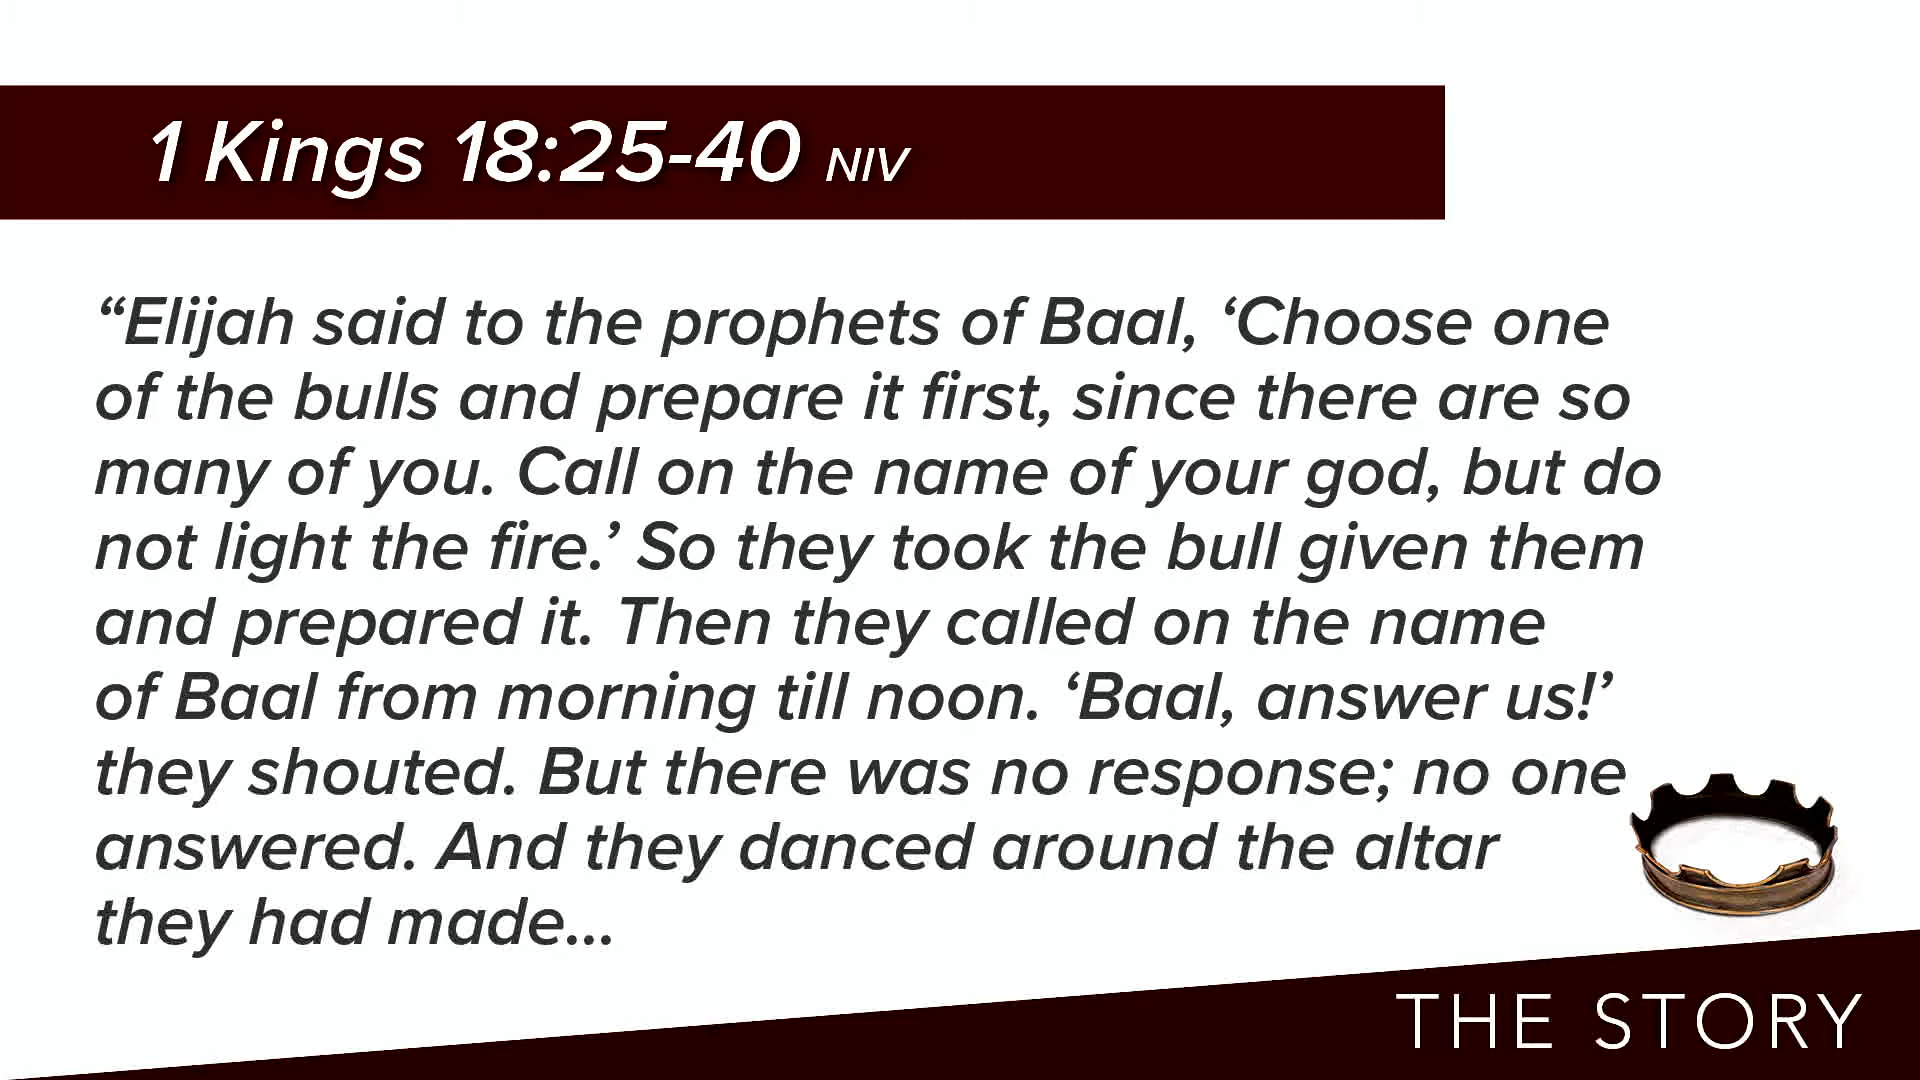 1 Kings 18:25-40 NIV
“Elijah said to the prophets of Baal, ‘Choose one
of the bulls and prepare it first, since there are so
many of you. Call on the name of your god, but do
not light the fire.’ So they took the bull given them
and prepared it. Then they called on the name
of Baal from morning till noon. ‘Baal, answer us!’
they shouted. But there was no response; no one
answered. And they danced around the altar
they had made...
THE STORY